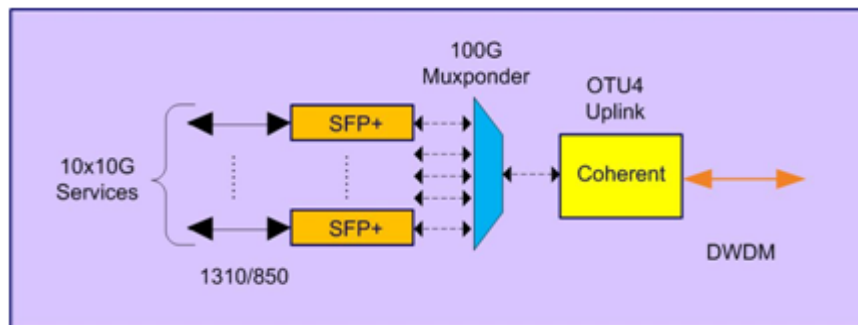 100G
Muxponder
OTU4
Uplink
SFP+
10x10G
Services
Coherent
SFP+
1310/850
DWDM